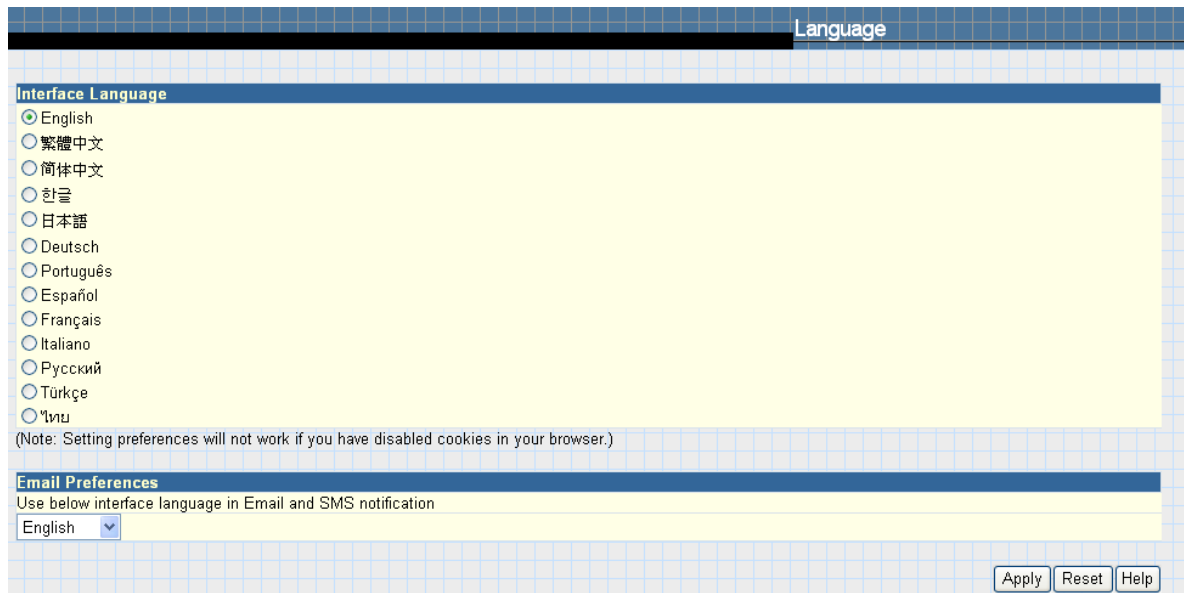 Language
Interface Language
English
繁體中文
简体中文
한글
日本語
Deutsch
Português
Español
Français
Italiano
Русский
Türkçe
ไทย
(Note: Setting preferences will not work if you have disabled cookies in your browser.)
Email Preferences
Use below interface language in Email and SMS notification
English
Apply Reset Help